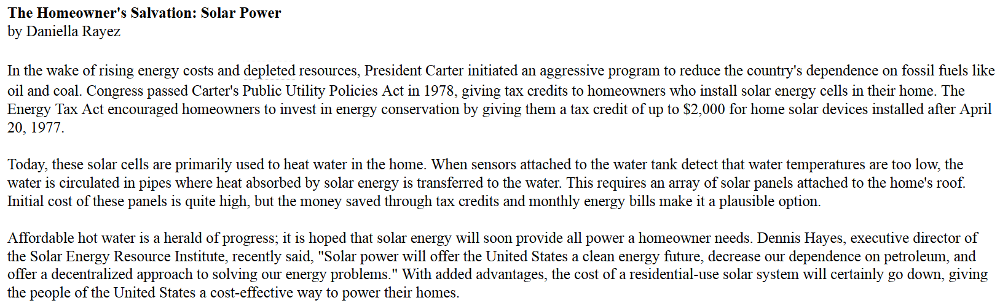 The Homeowner's Salvation: Solar Power
by Daniella Rayez
In the wake of rising energy costs and depleted resources, President Carter initiated an aggressive program to reduce the country's dependence on fossil fuels like
oil and coal. Congress passed Carter's Public Utility Policies Act in 1978, giving tax credits to homeowners who install solar energy cells in their home. The
Energy Tax Act encouraged homeowners to invest in energy conservation by giving them a tax credit of up to $2,000 for home solar devices installed after April
20, 1977.
Today, these solar cells are primarily used to heat water in the home. When sensors attached to the water tank detect that water temperatures are too low, the
water is circulated in pipes where heat absorbed by solar energy is transferred to the water. This requires an array of solar panels attached to the home's roof.
Initial cost of these panels is quite high, but the money saved through tax credits and monthly energy bills make it a plausible option.
Affordable hot water is a herald of progress; it is hoped that solar energy will soon provide all power a homeowner needs. Dennis Hayes, executive director of
the Solar Energy Resource Institute, recently said, "Solar power will offer the United States a clean energy future, decrease our dependence on petroleum, and
offer a decentralized approach to solving our energy problems." With added advantages, the cost of a residential-use solar system will certainly go down, giving
the people of the United States a cost-effective way to power their homes.